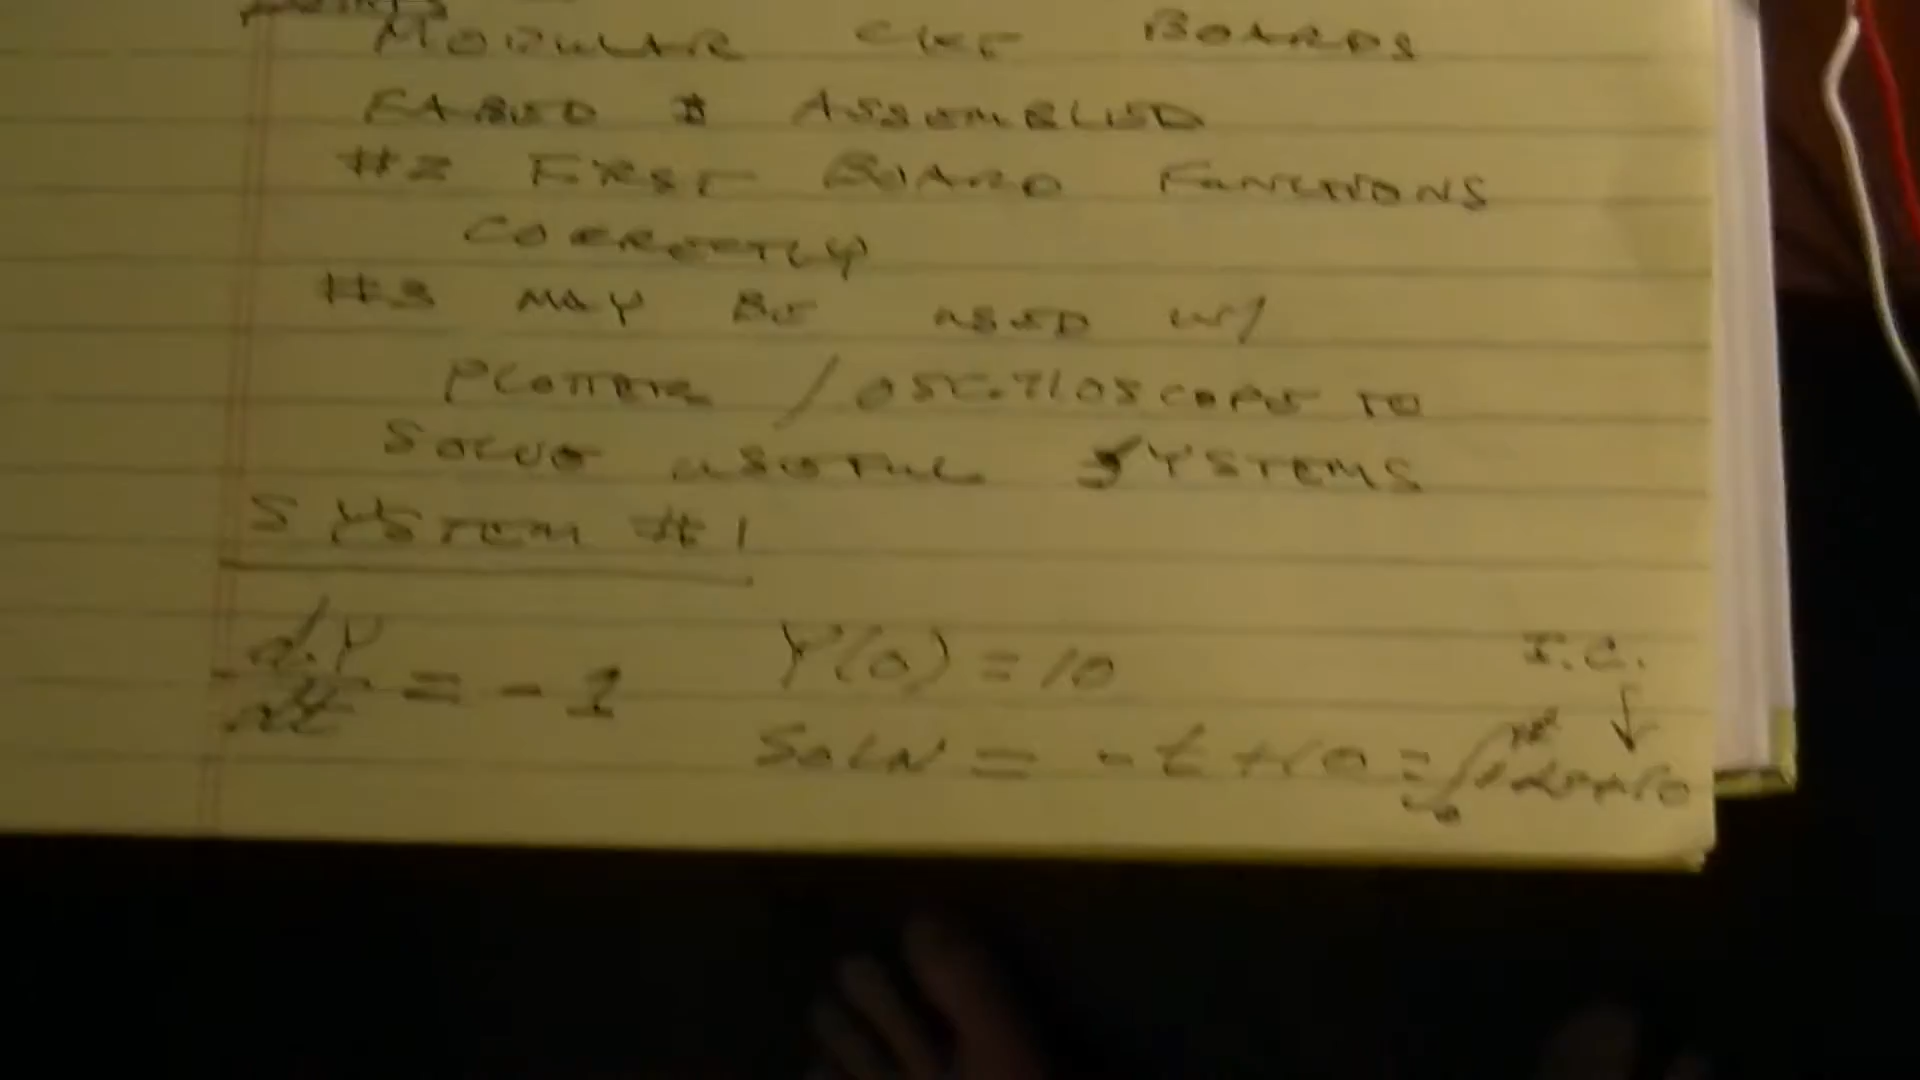 MODULAR CIKT BOARDS
FABED & ASSEMBLED
#2 FIRST BOARD FUNCTIONS
CORRECTLY
#3 MAY BE USED W/
PLOTTER / OSCILLOSCOPE TO
SOLVE USEFUL SYSTEMS
SYSTEM #1
dY/dt = -1 Y(0) = 10 I.C.
SOLN = -t + 10 =